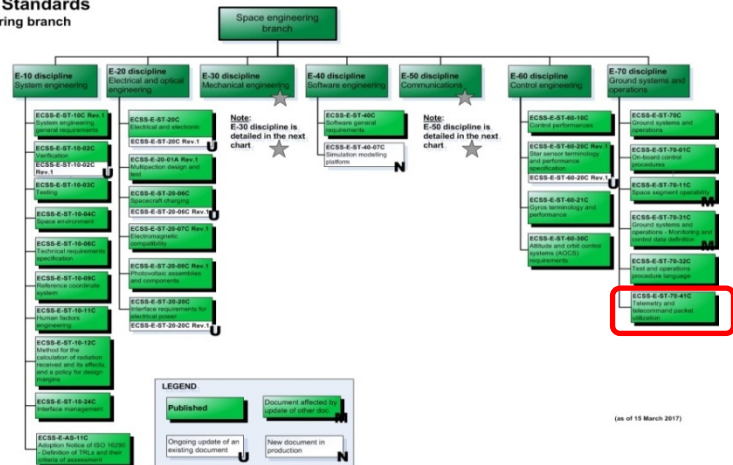 Standards
ring branch
Space engineering
branch
E-10 discipline
System engineering
E-20 discipline
Electrical and optical
engineering
E-30 discipline
Mechanical engineering
E-40 discipline
Software engineering
E-50 discipline
Communications
E-60 discipline
Control engineering
E-70 discipline
Ground systems and
operations
ECSS-E-ST-10C Rev.1
System engineering
general requirements
ECSS-E-ST-10-02C
Verification
ECSS-E-ST-10-02C
Rev.1
U
ECSS-E-ST-10-03C
Testing
ECSS-E-ST-10-04C
Space environment
ECSS-E-ST-10-06C
Technical requirements
specification
ECSS-E-ST-10-09C
Reference coordinate
system
ECSS-E-ST-10-11C
Human factors
engineering
ECSS-E-ST-10-12C
Method for the
calculation of radiation
received and its effects,
and a policy for design
margins
ECSS-E-ST-10-24C
Interface management
ECSS-E-AS-11C
Adoption Notice of ISO 16290
- Definition of TRLs and their
criteria of assessment
ECSS-E-ST-20C
Electrical and electronic
ECSS-E-ST-20C Rev.1
U
ECSS-E-20-01A Rev.1
Multipaction design and
test
ECSS-E-ST-20-06C
Spacecraft charging
ECSS-E-ST-20-06C Rev.1
U
ECSS-E-ST-20-07C Rev.1
Electromagnetic
compatibility
ECSS-E-ST-20-08C Rev.1
Photovoltaic assemblies
and components
ECSS-E-ST-20-20C
Interface requirements for
electrical power
ECSS-E-ST-20-20C Rev.1
U
Note:
E-30 discipline is
detailed in the next
chart
ECSS-E-ST-40C
Software general
requirements
ECSS-E-ST-40-07C
Simulation modelling
platform
N
Note:
E-50 discipline is
detailed in the next
chart
ECSS-E-ST-60-10C
Control performances
ECSS-E-ST-60-20C Rev.1
Star sensor terminology
and performance
specification
ECSS-E-ST-60-20C Rev.1
U
ECSS-E-ST-60-21C
Gyros terminology and
performance
ECSS-E-ST-60-30C
Attitude and orbit control
systems (AOCS)
requirements
ECSS-E-ST-70C
Ground systems and
operations
ECSS-E-ST-70-01C
On-board control
procedures
ECSS-E-ST-70-11C
Space segment operability
M
ECSS-E-ST-70-31C
Ground systems and
operations - Monitoring and
control data definition
M
ECSS-E-ST-70-32C
Test and operations
procedure language
ECSS-E-ST-70-41C
Telemetry and
telecommand packet
utilization
LEGEND
Published
Document affected by
update of other doc.
M
Ongoing update of an
existing document
U
New document in
production
N
(as of 15 March 2017)